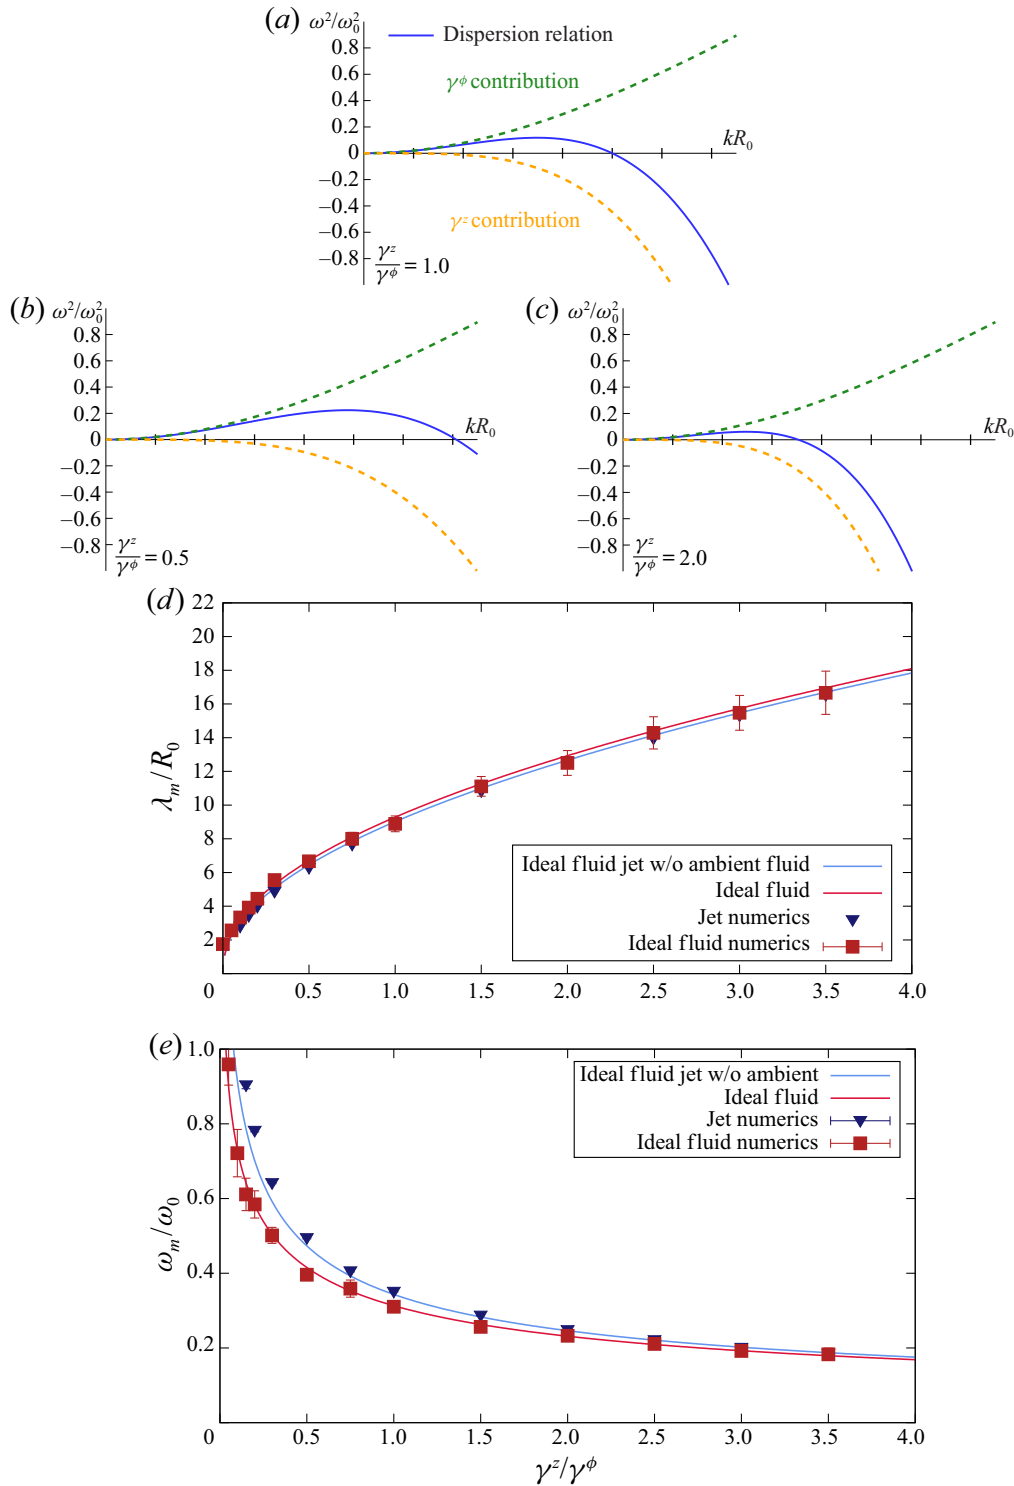 (a) ω²/ω₀²
Dispersion relation
γᶲ contribution
γᶻ contribution
kR₀
0.8
0.6
0.4
0.2
0
−0.2
−0.4
−0.6
−0.8
γᶻ/γᶲ = 1.0
(b) ω²/ω₀²
0.8
0.6
0.4
0.2
0
−0.2
−0.4
−0.6
−0.8
kR₀
γᶻ/γᶲ = 0.5
(c) ω²/ω₀²
0.8
0.6
0.4
0.2
0
−0.2
−0.4
−0.6
−0.8
kR₀
γᶻ/γᶲ = 2.0
(d)
22
20
18
16
14
12
10
8
6
4
2
λₘ/R₀
Ideal fluid jet w/o ambient fluid
Ideal fluid
Jet numerics
Ideal fluid numerics
0 0.5 1.0 1.5 2.0 2.5 3.0 3.5 4.0
(e)
1.0
0.8
0.6
0.4
0.2
ωₘ/ω₀
Ideal fluid jet w/o ambient
Ideal fluid
Jet numerics
Ideal fluid numerics
0 0.5 1.0 1.5 2.0 2.5 3.0 3.5 4.0
γᶻ/γᶲ